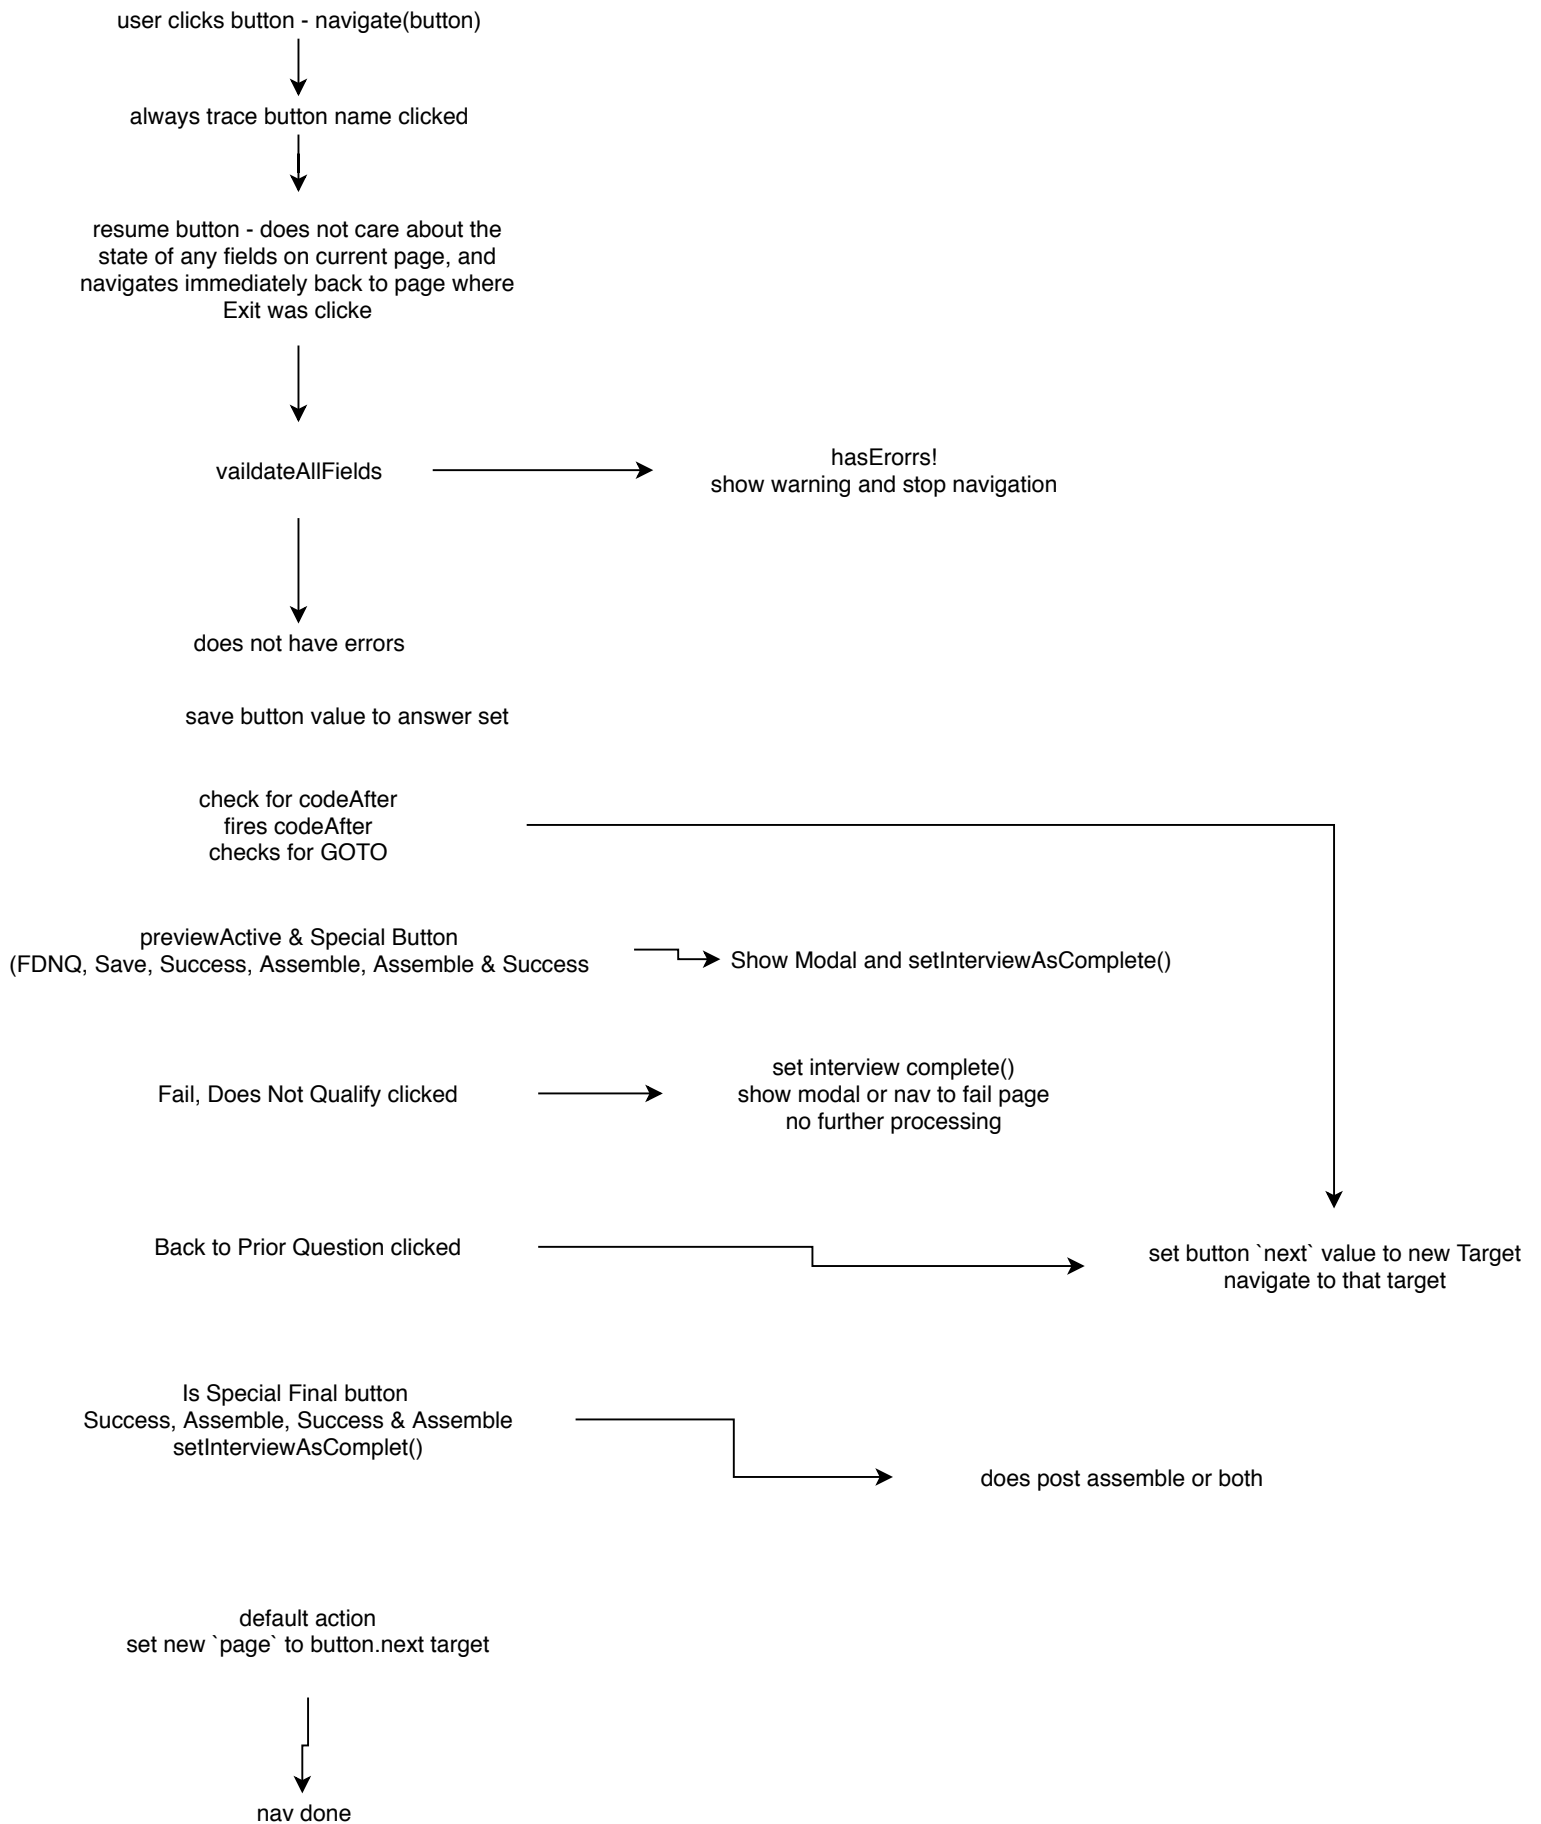 user clicks button - navigate(button)
always trace button name clicked
resume button - does not care about the
state of any fields on current page, and
navigates immediately back to page where
Exit was clicke
vaildateAllFields
hasErorrs!
show warning and stop navigation
does not have errors
save button value to answer set
check for codeAfter
fires codeAfter
checks for GOTO
previewActive & Special Button
(FDNQ, Save, Success, Assemble, Assemble & Success
Show Modal and setInterviewAsComplete()
Fail, Does Not Qualify clicked
set interview complete()
show modal or nav to fail page
no further processing
Back to Prior Question clicked
set button `next` value to new Target
navigate to that target
Is Special Final button
Success, Assemble, Success & Assemble
setInterviewAsComplet()
does post assemble or both
default action
set new `page` to button.next target
nav done